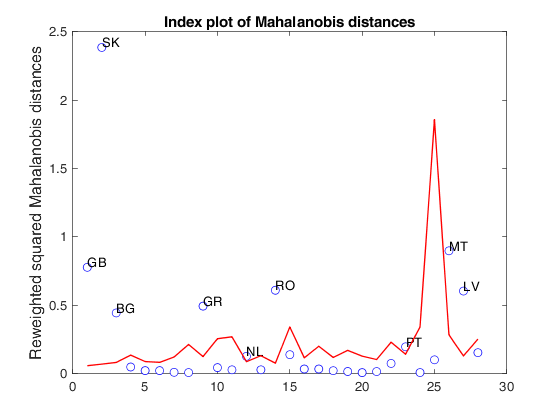 Index plot of Mahalanobis distances
Reweighted squared Mahalanobis distances
2.5
2
1.5
1
0.5
0
SK
GB
BG
GR
NL
RO
PT
MT
LV
0 5 10 15 20 25 30